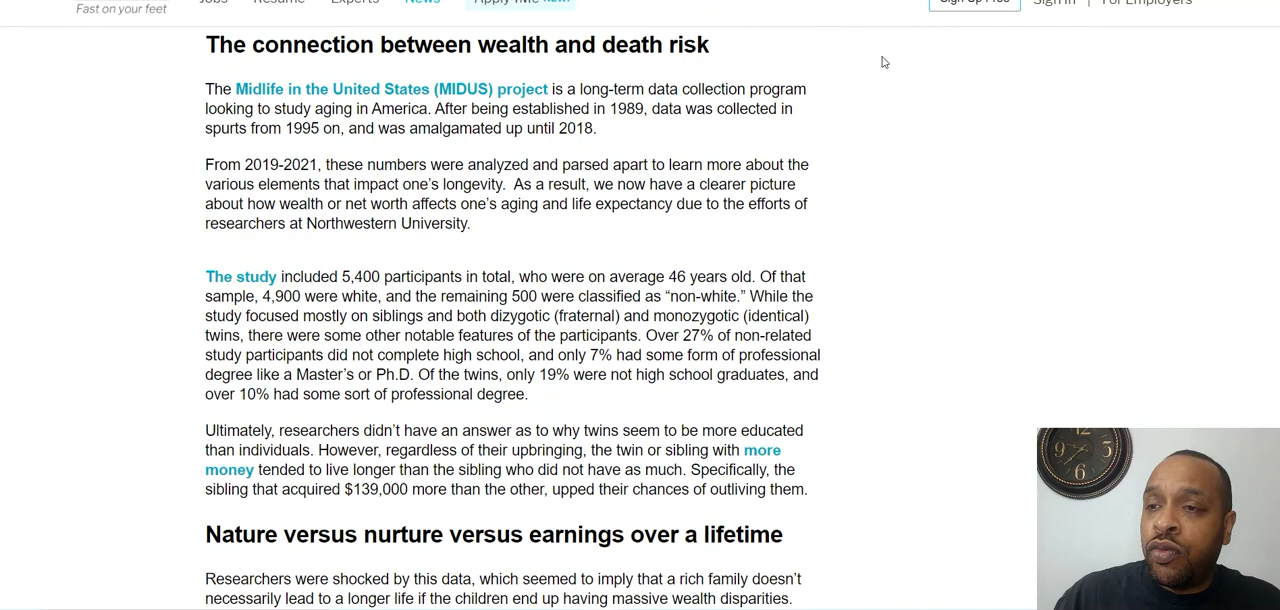 Fast on your feet
Jobs Resume Experts News Apply4Me NEW!
Sign Up Free Sign In | For Employers
The connection between wealth and death risk
The Midlife in the United States (MIDUS) project is a long-term data collection program
looking to study aging in America. After being established in 1989, data was collected in
spurts from 1995 on, and was amalgamated up until 2018.
From 2019-2021, these numbers were analyzed and parsed apart to learn more about the
various elements that impact one's longevity. As a result, we now have a clearer picture
about how wealth or net worth affects one's aging and life expectancy due to the efforts of
researchers at Northwestern University.
The study included 5,400 participants in total, who were on average 46 years old. Of that
sample, 4,900 were white, and the remaining 500 were classified as “non-white.” While the
study focused mostly on siblings and both dizygotic (fraternal) and monozygotic (identical)
twins, there were some other notable features of the participants. Over 27% of non-related
study participants did not complete high school, and only 7% had some form of professional
degree like a Master's or Ph.D. Of the twins, only 19% were not high school graduates, and
over 10% had some sort of professional degree.
Ultimately, researchers didn't have an answer as to why twins seem to be more educated
than individuals. However, regardless of their upbringing, the twin or sibling with more
money tended to live longer than the sibling who did not have as much. Specifically, the
sibling that acquired $139,000 more than the other, upped their chances of outliving them.
Nature versus nurture versus earnings over a lifetime
Researchers were shocked by this data, which seemed to imply that a rich family doesn't
necessarily lead to a longer life if the children end up having massive wealth disparities.
12
9 3
6